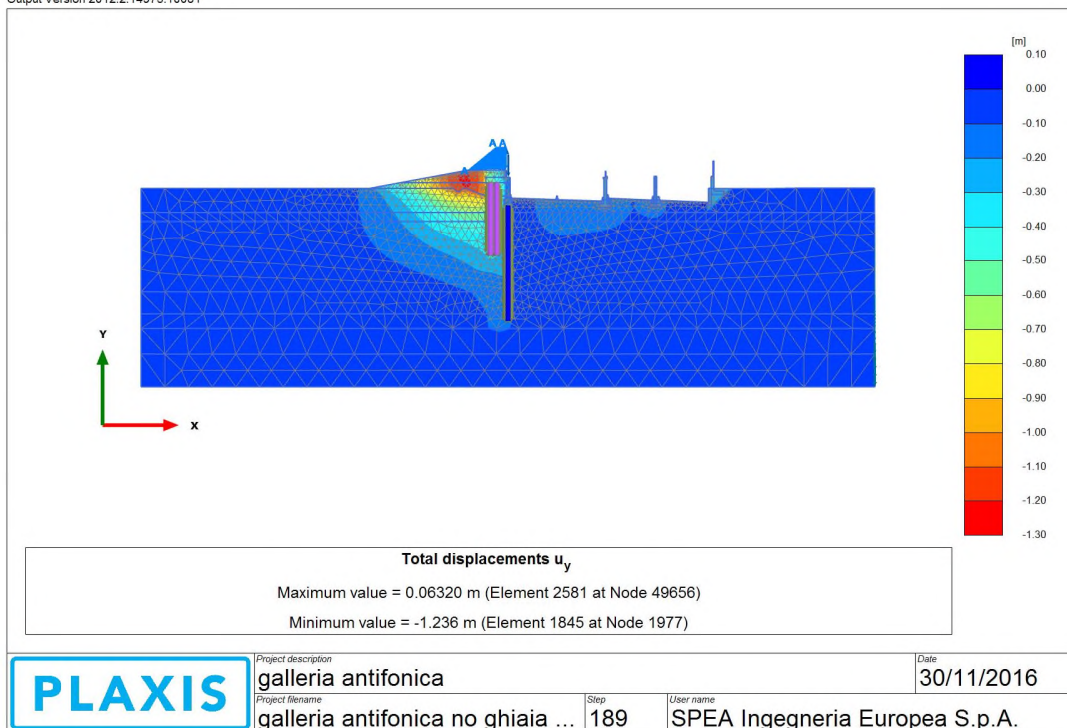 [m]
0.10
0.00
-0.10
-0.20
-0.30
-0.40
-0.50
-0.60
-0.70
-0.80
-0.90
-1.00
-1.10
-1.20
-1.30
A A
A
Y
x
Total displacements uy
Maximum value = 0.06320 m (Element 2581 at Node 49656)
Minimum value = -1.236 m (Element 1845 at Node 1977)
PLAXIS
Project description
galleria antifonica
Date
30/11/2016
Project filename
galleria antifonica no ghiaia ...
Step
189
User name
SPEA Ingegneria Europea S.p.A.